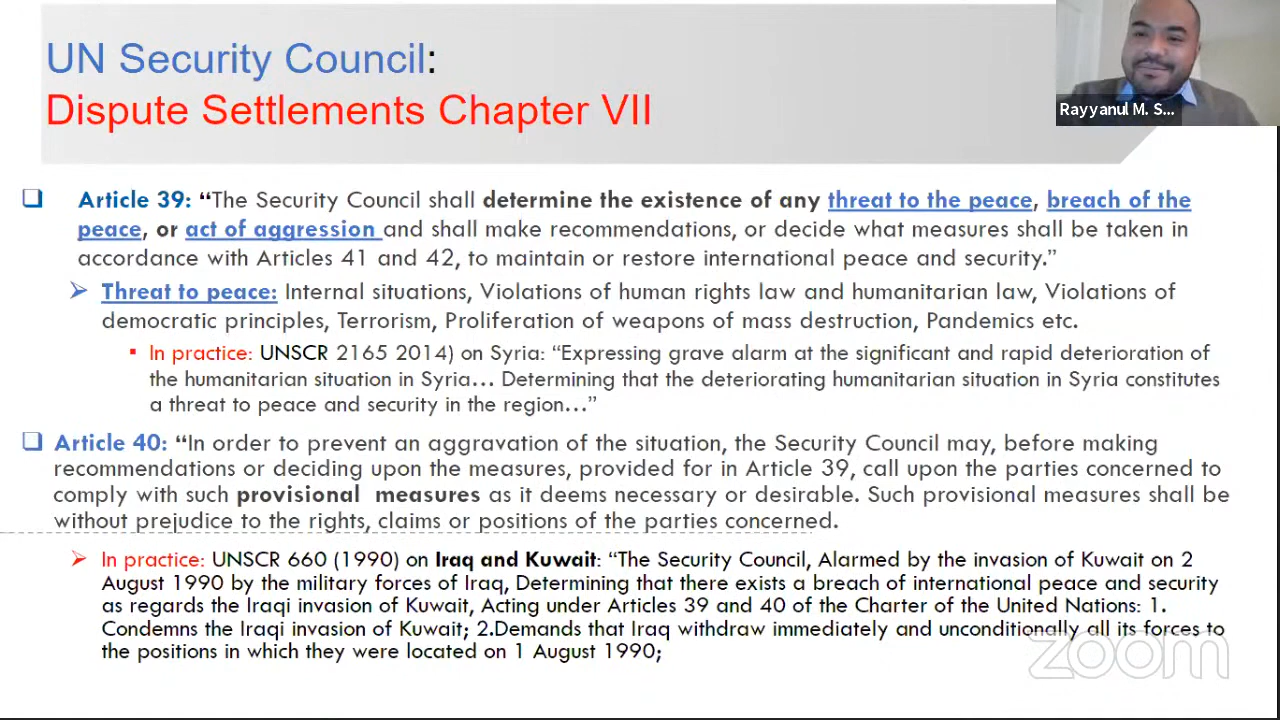 UN Security Council:
Dispute Settlements Chapter VII
Rayyanul M. S...
Article 39: “The Security Council shall determine the existence of any threat to the peace, breach of the
peace, or act of aggression and shall make recommendations, or decide what measures shall be taken in
accordance with Articles 41 and 42, to maintain or restore international peace and security.”
Threat to peace: Internal situations, Violations of human rights law and humanitarian law, Violations of
democratic principles, Terrorism, Proliferation of weapons of mass destruction, Pandemics etc.
In practice: UNSCR 2165 2014) on Syria: “Expressing grave alarm at the significant and rapid deterioration of
the humanitarian situation in Syria… Determining that the deteriorating humanitarian situation in Syria constitutes
a threat to peace and security in the region…”
Article 40: “In order to prevent an aggravation of the situation, the Security Council may, before making
recommendations or deciding upon the measures, provided for in Article 39, call upon the parties concerned to
comply with such provisional measures as it deems necessary or desirable. Such provisional measures shall be
without prejudice to the rights, claims or positions of the parties concerned.
In practice: UNSCR 660 (1990) on Iraq and Kuwait: “The Security Council, Alarmed by the invasion of Kuwait on 2
August 1990 by the military forces of Iraq, Determining that there exists a breach of international peace and security
as regards the Iraqi invasion of Kuwait, Acting under Articles 39 and 40 of the Charter of the United Nations: 1.
Condemns the Iraqi invasion of Kuwait; 2.Demands that Iraq withdraw immediately and unconditionally all its forces to
the positions in which they were located on 1 August 1990;
zoom